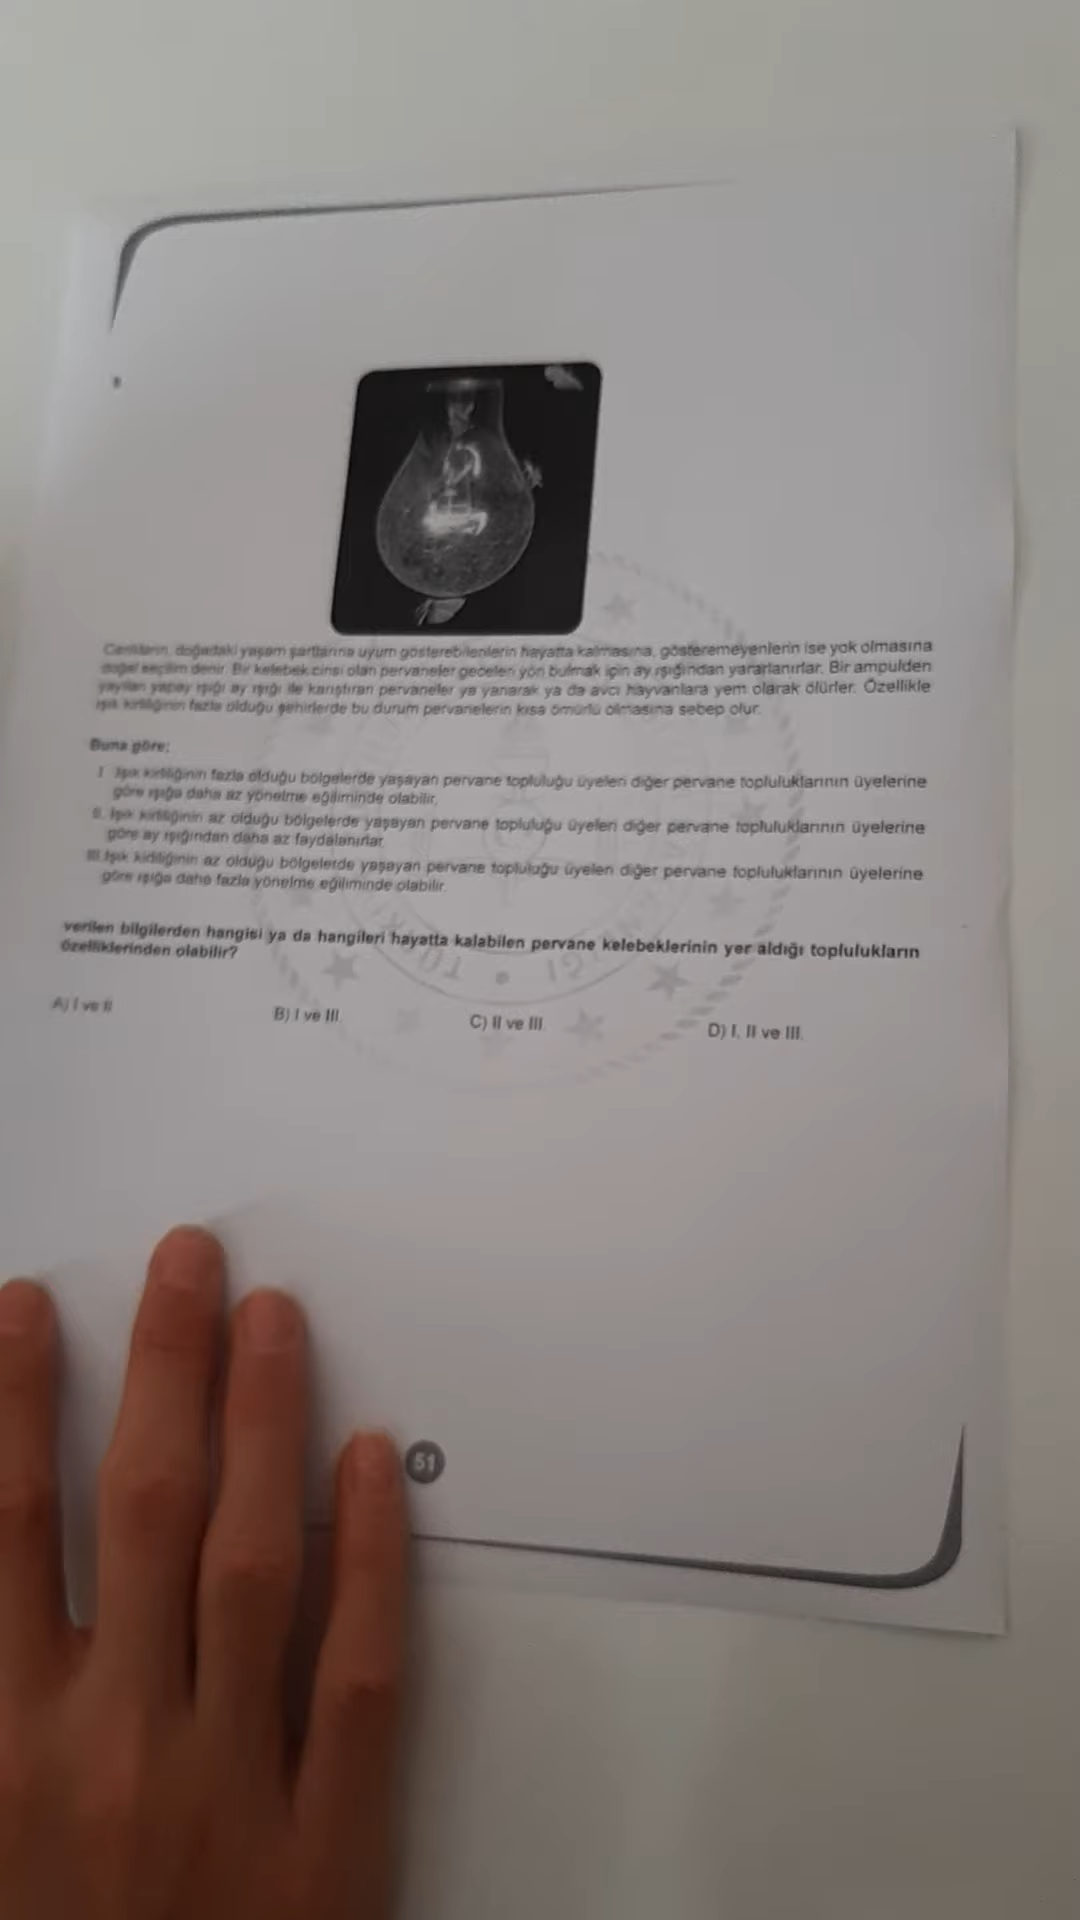 Canlıların, doğadaki yaşam şartlarına uyum gösterebilenlerin hayatta kalmasına, gösteremeyenlerin ise yok olmasına
doğal seçilim denir. Bir kelebek cinsi olan pervaneler geceleri yön bulmak için ay ışığından yararlanırlar. Bir ampulden
yayılan yapay ışığı ay ışığı ile karıştıran pervaneler ya yanarak ya da avcı hayvanlara yem olarak ölürler. Özellikle
ışık kirliliğinin fazla olduğu şehirlerde bu durum pervanelerin kısa ömürlü olmasına sebep olur.
Buna göre;
I. Işık kirliliğinin fazla olduğu bölgelerde yaşayan pervane topluluğu üyeleri diğer pervane topluluklarının üyelerine
göre ışığa daha az yönelme eğiliminde olabilir.
II. Işık kirliliğinin az olduğu bölgelerde yaşayan pervane topluluğu üyeleri diğer pervane topluluklarının üyelerine
göre ay ışığından daha az faydalanırlar.
III. Işık kirliliğinin az olduğu bölgelerde yaşayan pervane topluluğu üyeleri diğer pervane topluluklarının üyelerine
göre ışığa daha fazla yönelme eğiliminde olabilir.
verilen bilgilerden hangisi ya da hangileri hayatta kalabilen pervane kelebeklerinin yer aldığı toplulukların
özelliklerinden olabilir?
A) I ve II
B) I ve III.
C) II ve III.
D) I, II ve III.
51